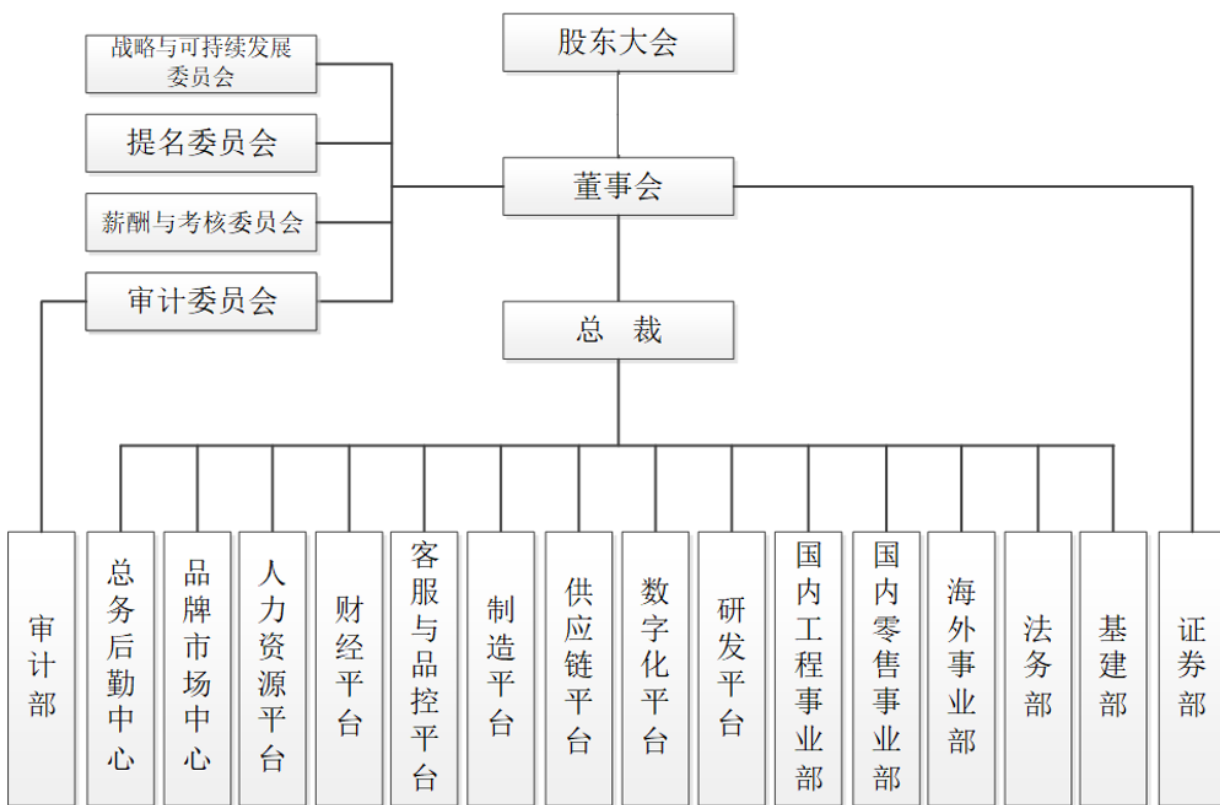 股东大会
战略与可持续发展
委员会
提名委员会
董事会
薪酬与考核委员会
审计委员会
总 裁
审计部
总务后勤中心
品牌市场中心
人力资源平台
财经平台
客服与品控平台
制造平台
供应链平台
数字化平台
研发平台
国内工程事业部
国内零售事业部
海外事业部
法务部
基建部
证券部